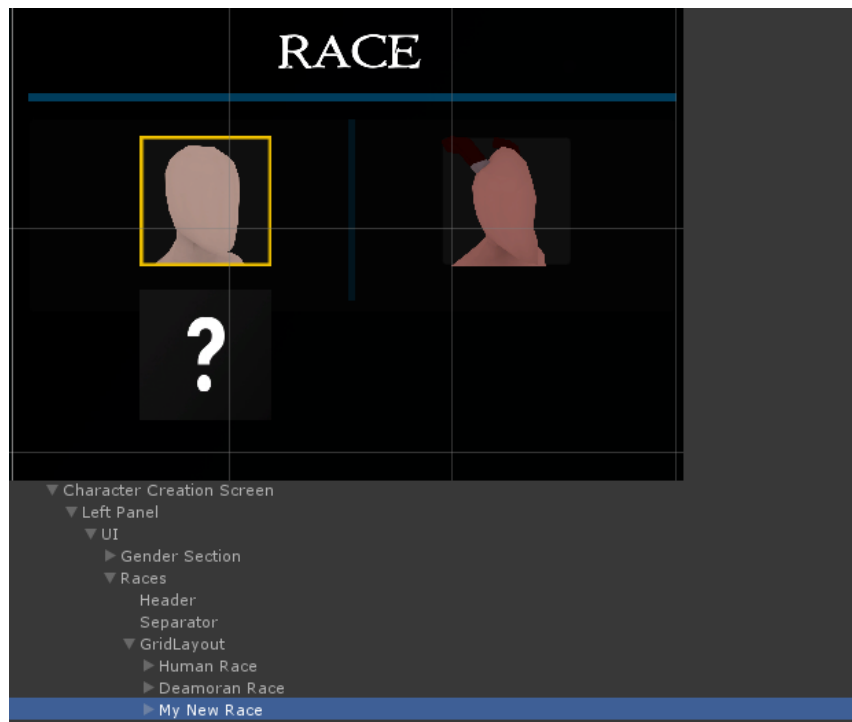 RACE
?
Character Creation Screen
Left Panel
UI
Gender Section
Races
Header
Separator
GridLayout
Human Race
Deamoran Race
My New Race